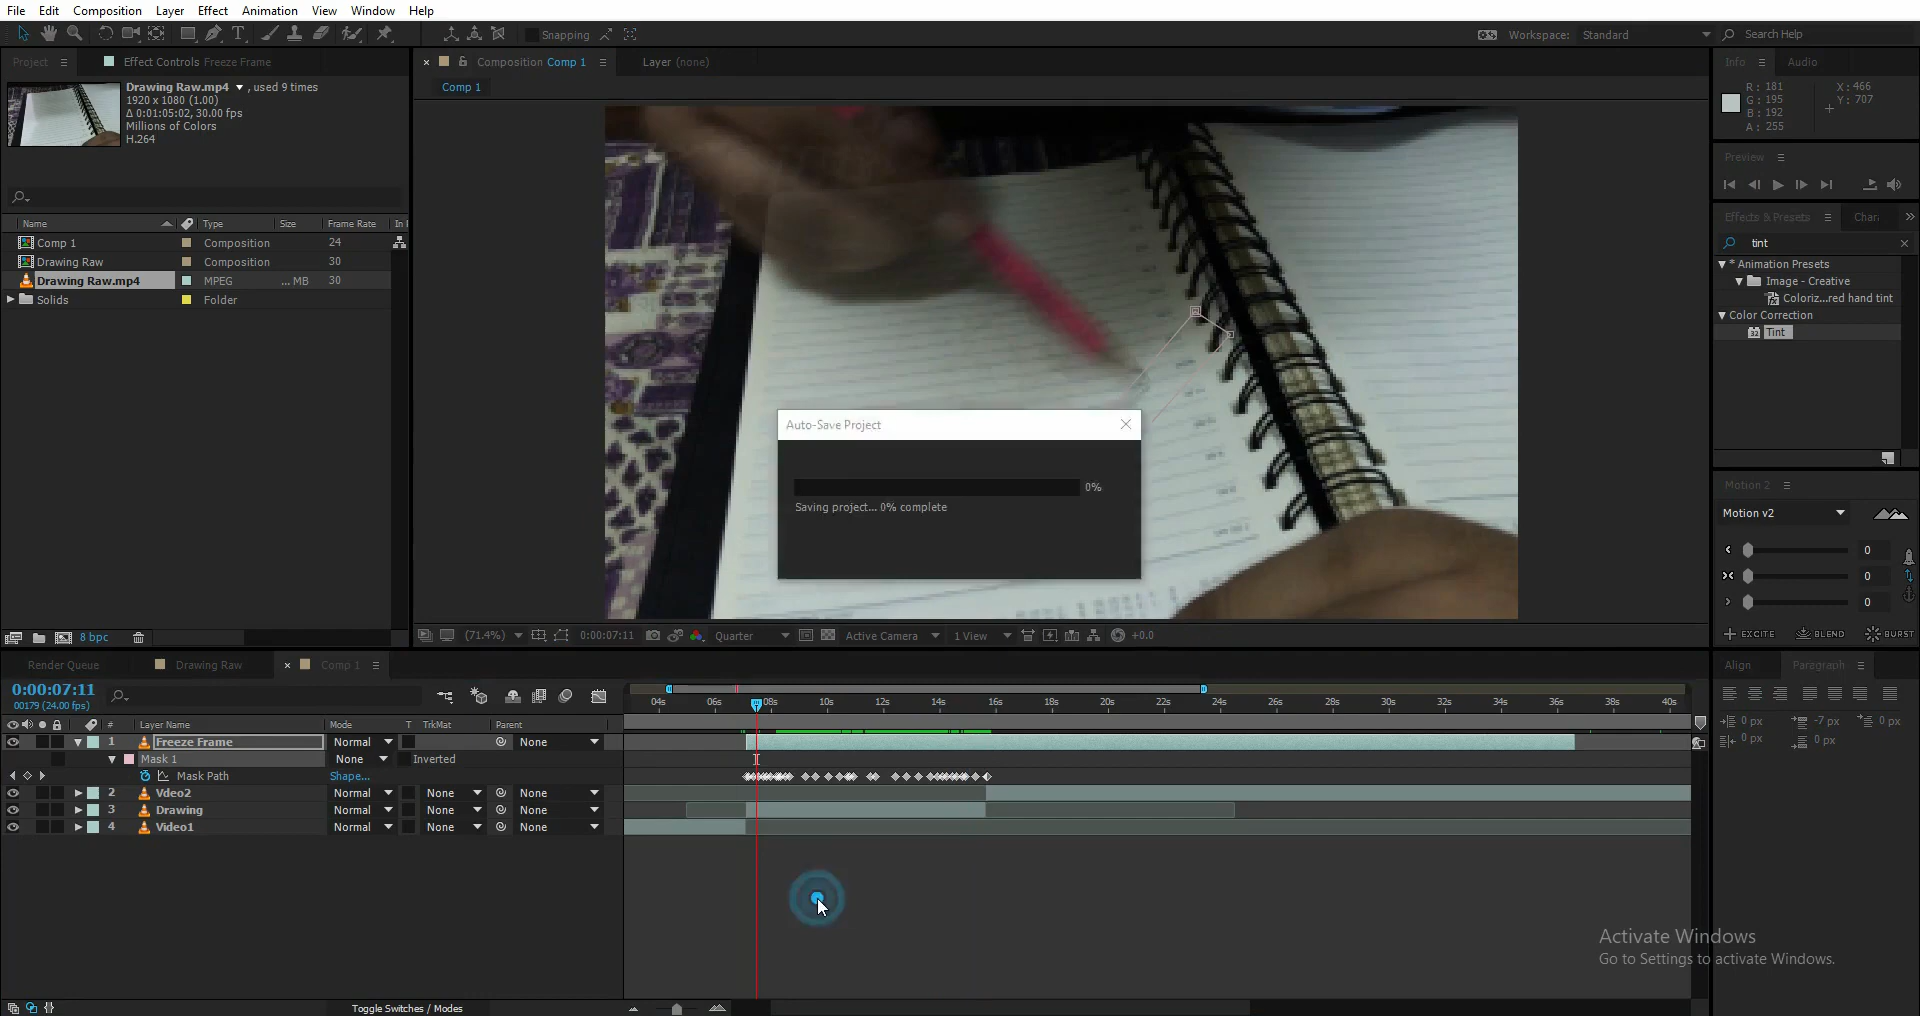 File Edit Composition Layer Effect Animation View Window Help
Snapping
Workspace: Standard
Search Help
Project
Effect Controls Freeze Frame
Composition Comp 1
Layer (none)
Info
Audio
Drawing Raw.mp4 , used 9 times
1920 x 1080 (1.00)
Δ 0:01:05:02, 30.00 fps
Millions of Colors
H.264
Comp 1
R: 181
G: 195
B: 192
A: 255
X: 466
Y: 707
Preview
Name Type Size Frame Rate In
Comp 1 Composition 24
Drawing Raw Composition 30
Drawing Raw.mp4 MPEG ... MB 30
Solids Folder
Effects & Presets
Char
tint
* Animation Presets
Image - Creative
Coloriz...red hand tint
Color Correction
32 Tint
Auto-Save Project
0%
Saving project... 0% complete
Motion 2
Motion v2
0
0
0
EXCITE BLEND BURST
8 bpc
(71.4%) 0:00:07:11 Quarter Active Camera 1 View +0.0
Render Queue
Drawing Raw
Comp 1
Align
Paragraph
0:00:07:11
00179 (24.00 fps)
04s 06s 08s 10s 12s 14s 16s 18s 20s 22s 24s 26s 28s 30s 32s 34s 36s 38s 40s
# Layer Name Mode T TrkMat Parent
1 Freeze Frame Normal None
Mask 1 None Inverted
Mask Path Shape...
2 Vdeo2 Normal None None
3 Drawing Normal None None
4 Video1 Normal None None
0 px -7 px 0 px
0 px 0 px
Activate Windows
Go to Settings to activate Windows.
Toggle Switches / Modes